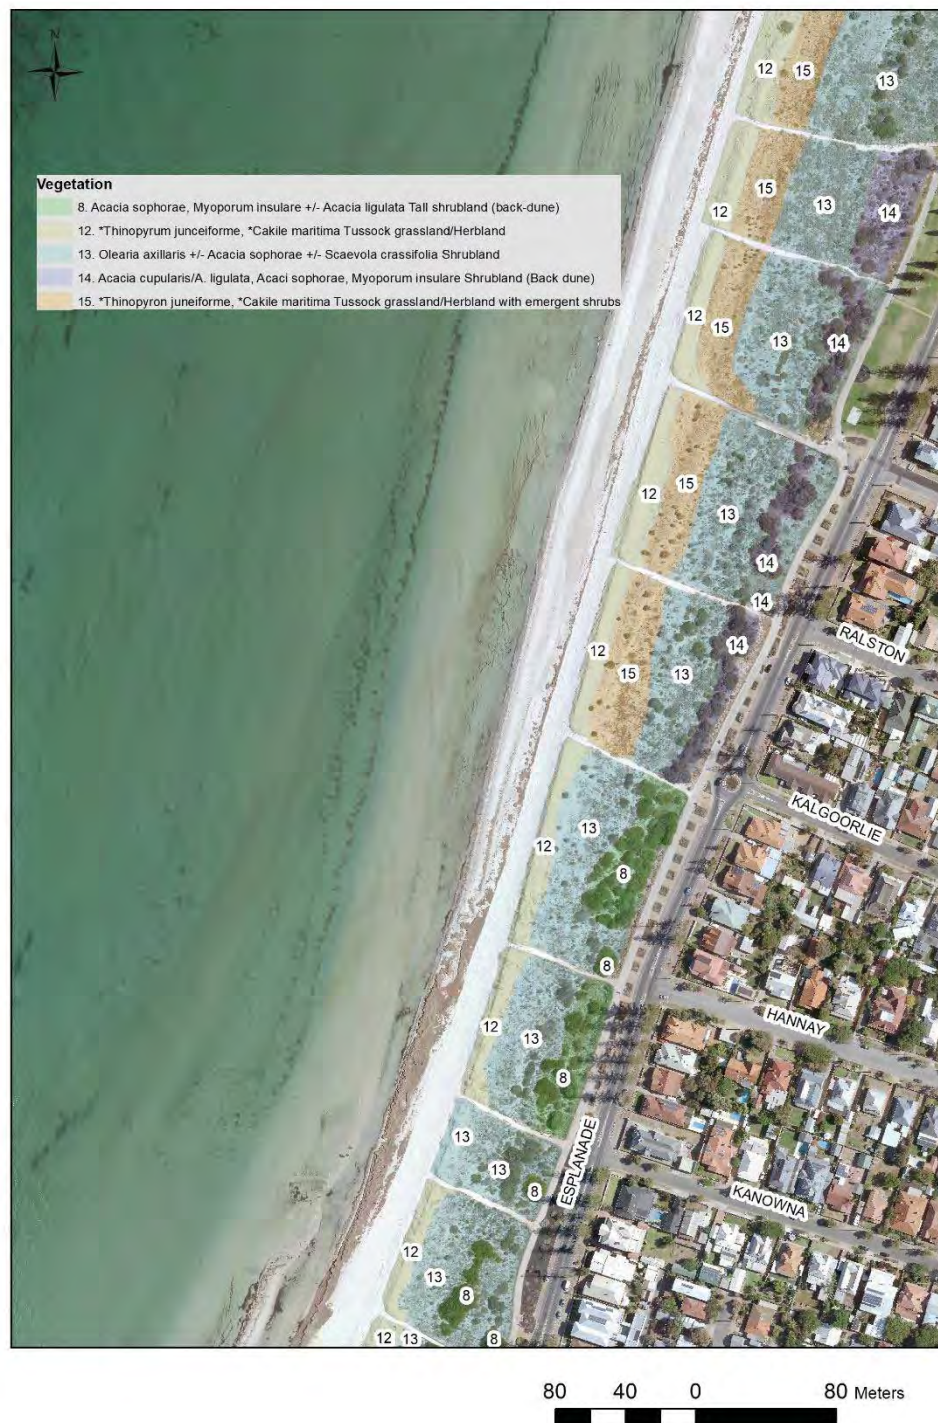 N
12
15
13
Vegetation
8. Acacia sophorae, Myoporum insulare +/- Acacia ligulata Tall shrubland (back-dune)
12. *Thinopyrum junceiforme, *Cakile maritima Tussock grassland/Herbland
13. Olearia axillaris +/- Acacia sophorae +/- Scaevola crassifolia Shrubland
14. Acacia cupularis/A. ligulata, Acaci sophorae, Myoporum insulare Shrubland (Back dune)
15. *Thinopyron juneiforme, *Cakile maritima Tussock grassland/Herbland with emergent shrubs
12
15
13
14
12
15
13
14
12
15
13
14
14
RALSTON
12
15
13
14
KALGOORLIE
12
13
8
8
HANNAY
12
13
8
ESPLANADE
13
13
8
KANOWNA
12
13
8
12
13
8
80 40 0 80 Meters